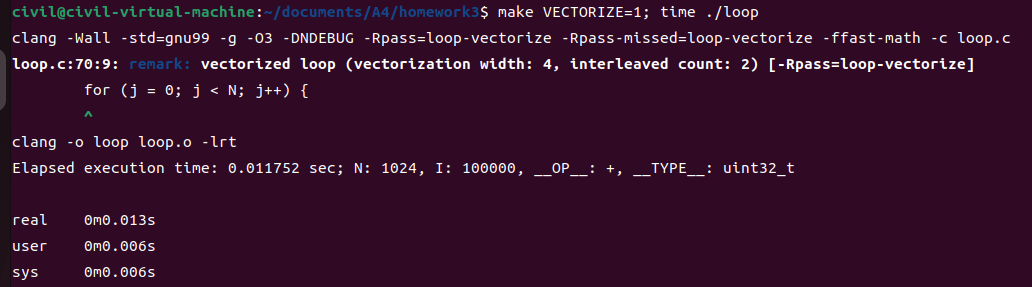 civil@civil-virtual-machine:~/documents/A4/homework3$ make VECTORIZE=1; time ./loop
clang -Wall -std=gnu99 -g -O3 -DNDEBUG -Rpass=loop-vectorize -Rpass-missed=loop-vectorize -ffast-math -c loop.c
loop.c:70:9: remark: vectorized loop (vectorization width: 4, interleaved count: 2) [-Rpass=loop-vectorize]
        for (j = 0; j < N; j++) {
        ^
clang -o loop loop.o -lrt
Elapsed execution time: 0.011752 sec; N: 1024, I: 100000, __OP__: +, __TYPE__: uint32_t
real    0m0.013s
user    0m0.006s
sys     0m0.006s